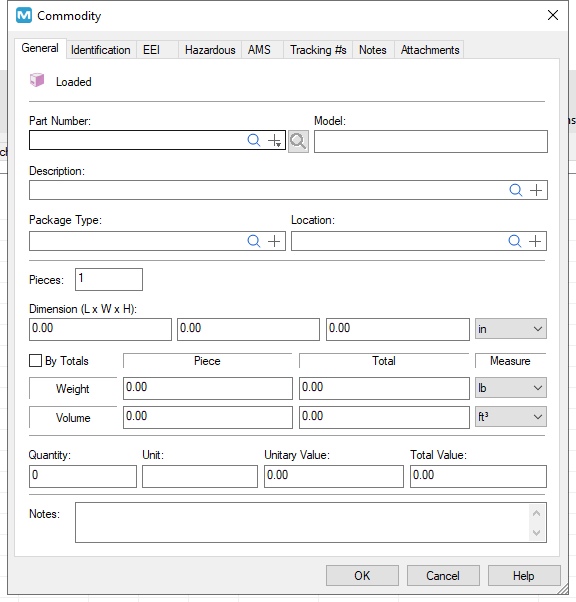 M Commodity
General Identification EEI Hazardous AMS Tracking #s Notes Attachments
Loaded
Part Number: Model:
Description:
Package Type: Location:
Pieces: 1
Dimension (L x W x H):
0.00 0.00 0.00 in
By Totals Piece Total Measure
Weight 0.00 0.00 lb
Volume 0.00 0.00 ft³
Quantity: Unit: Unitary Value: Total Value:
0 0.00 0.00
Notes:
OK Cancel Help